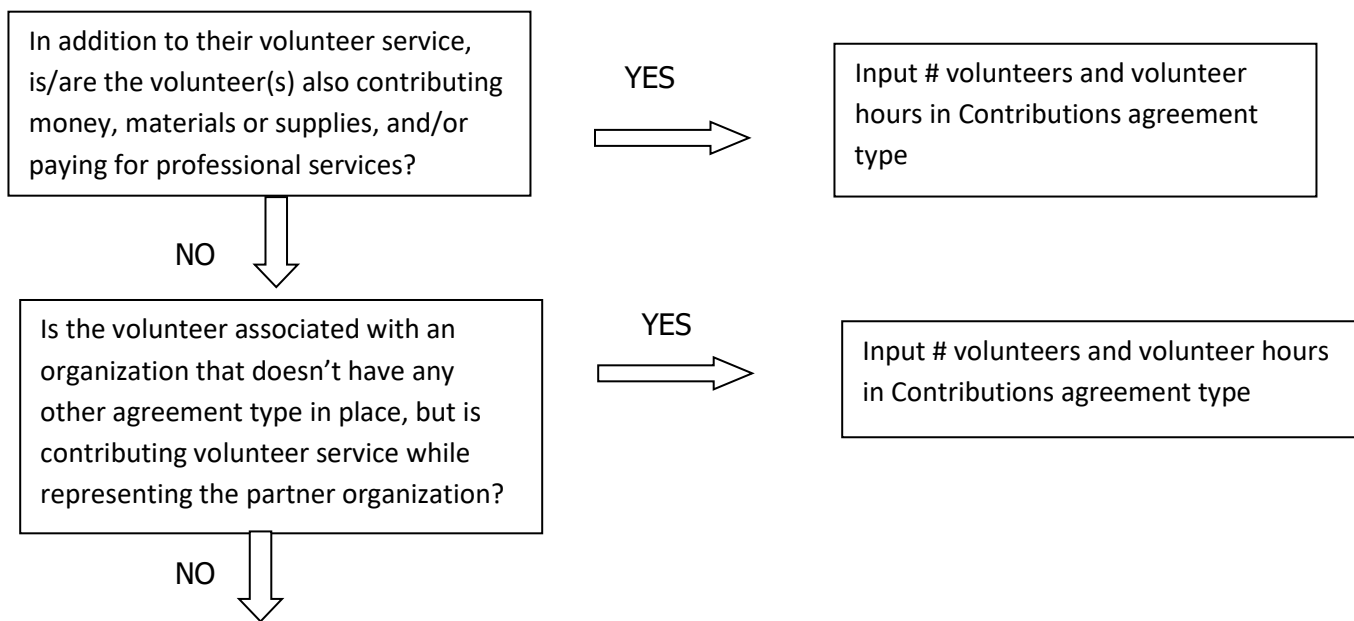 In addition to their volunteer service,
is/are the volunteer(s) also contributing
money, materials or supplies, and/or
paying for professional services?
YES
Input # volunteers and volunteer
hours in Contributions agreement
type
NO
Is the volunteer associated with an
organization that doesn’t have any
other agreement type in place, but is
contributing volunteer service while
representing the partner organization?
YES
Input # volunteers and volunteer hours
in Contributions agreement type
NO